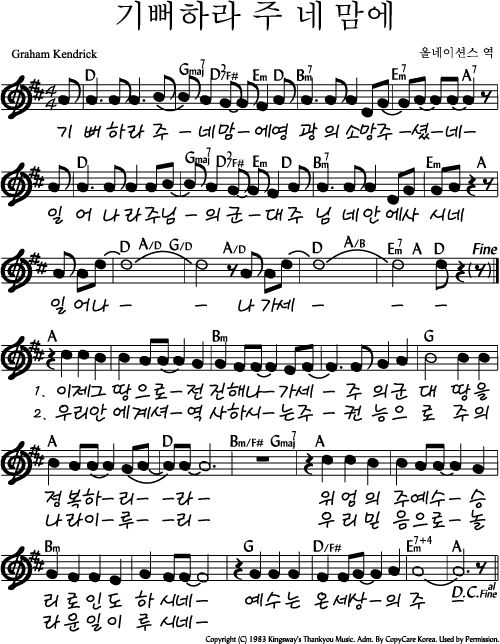 기뻐하라 주 네 맘에
Graham Kendrick
올네이션스 역
D Gmaj7 D2/F# Em D Bm7 Em7 A7
기 뻐 하라 주 - 네맘 - 에영 광 의 소망주 - 셨 - 네 -
D Gmaj7 D2/F# Em D Bm7 Em A
일 어 나 라 주님 - 의 군 - 대 주 님 네 안 에사 시네
D A/D G/D A/D D A/B Em7 A D Fine
일 어나 - - - 나 가세 - - - -
A Bm G
1. 이제그 땅으로 - 전 진해나 - 가세 - 주 의군 대 땅을
2. 우리안 에계셔 - 역 사하시 - 는주 - 권 능으 로 주의
A D Bm/F# Gmaj7 A
정 복하 - 리 - - 라 - 위 엄 의 주예수 - 승
나 라이 - 루 - - 리 - 우 리 믿 음으로 - 놀
Bm G D/F# Em7+4 A
리 로 인도 하 시네 - 예수 는 온 세상 - 의 주 -
D.C. al Fine
라 운 일이 루 시네 -
Copyright (C) 1983 Kingsway's Thankyou Music. Adm. By CopyCare Korea. Used by Permission.